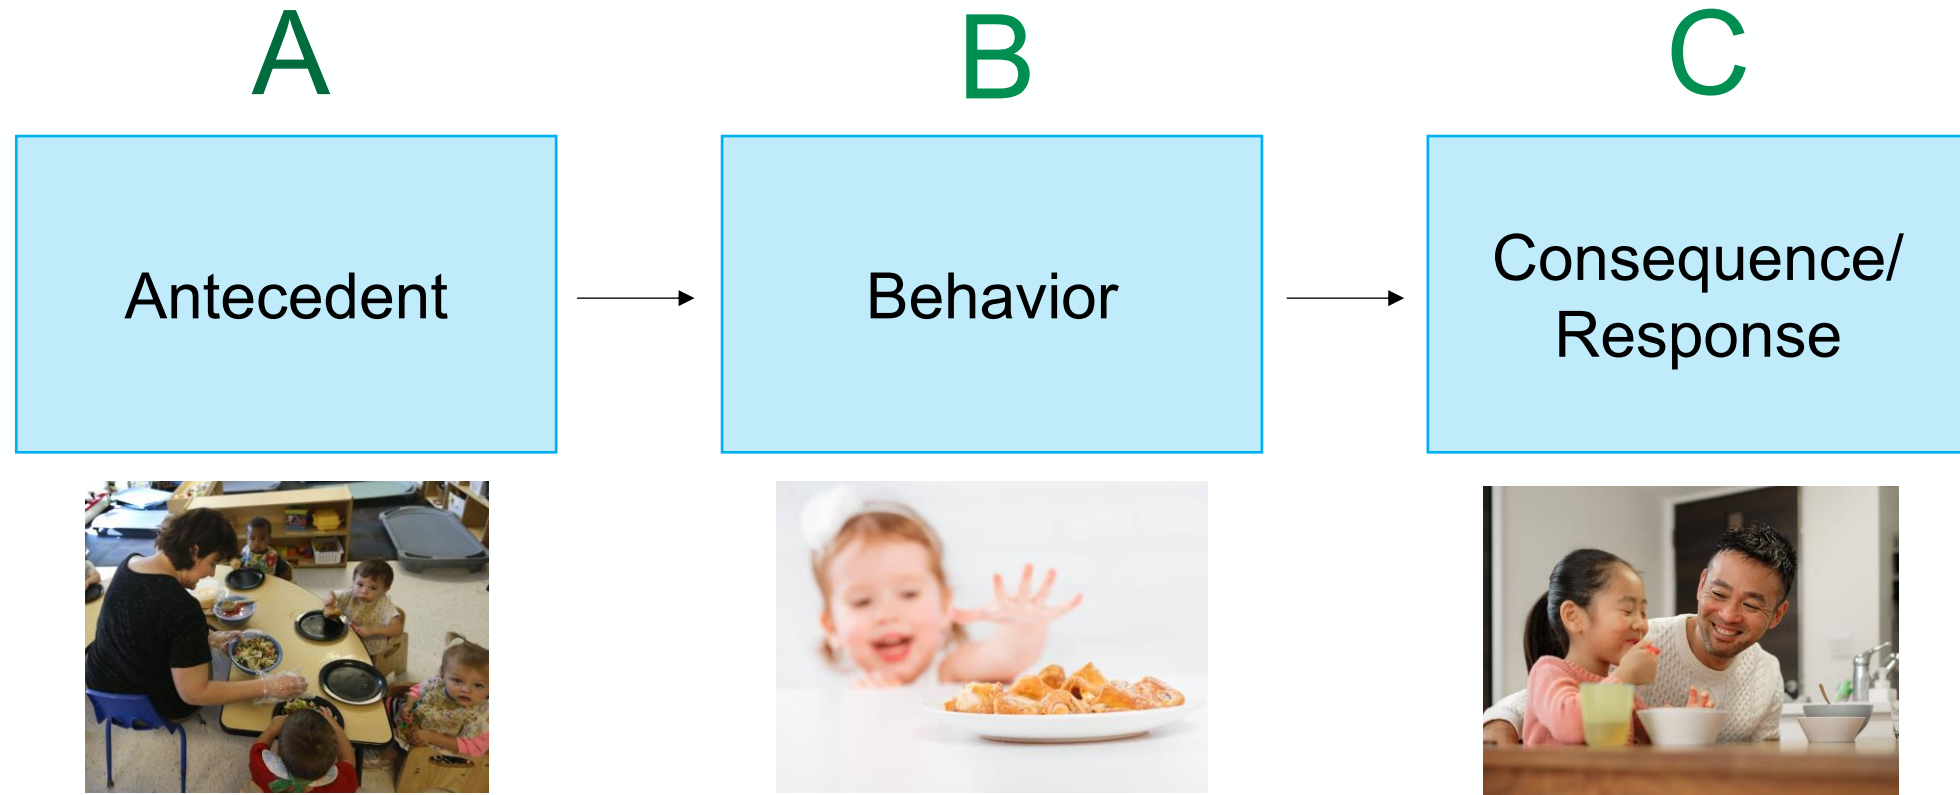 A
B
C
Antecedent
Behavior
Consequence/
Response